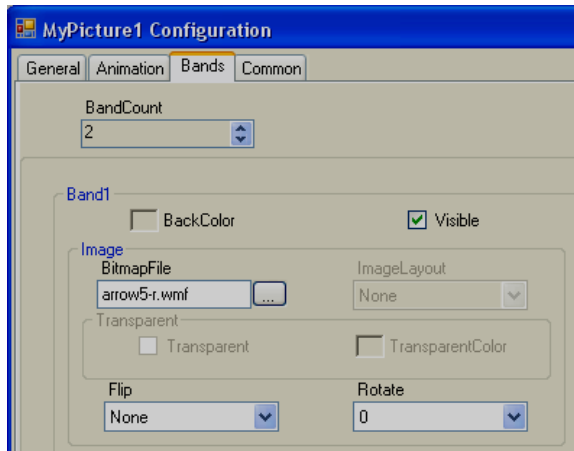 MyPicture1 Configuration
General Animation Bands Common
BandCount
2
Band1
BackColor Visible
Image
BitmapFile ImageLayout
arrow5-r.wmf ... None
Transparent
Transparent TransparentColor
Flip Rotate
None 0